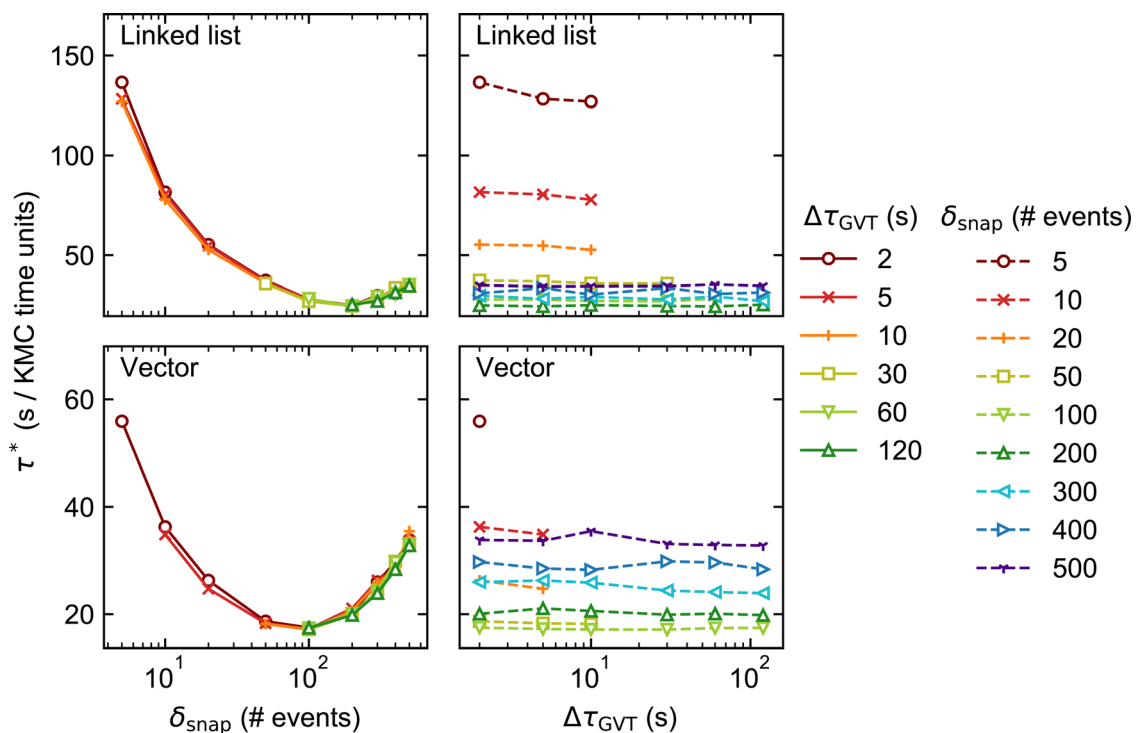 Linked list
Linked list
150
100
50
τ* (s / KMC time units)
Vector
Vector
60
40
20
10¹ 10² 10¹ 10²
δsnap (# events)
ΔτGVT (s)
ΔτGVT (s)
2
5
10
30
60
120
δsnap (# events)
5
10
20
50
100
200
300
400
500